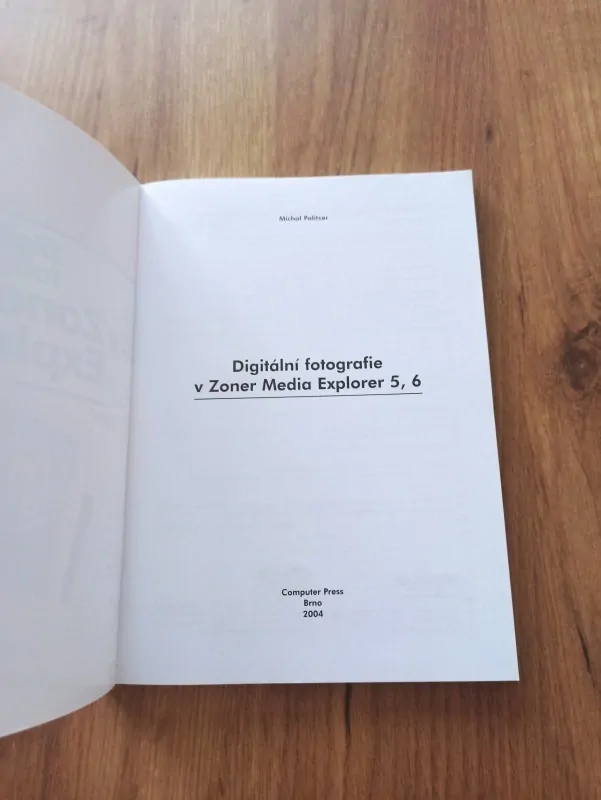 Michal Politzer
Digitální fotografie
v Zoner Media Explorer 5, 6
Computer Press
Brno
2004